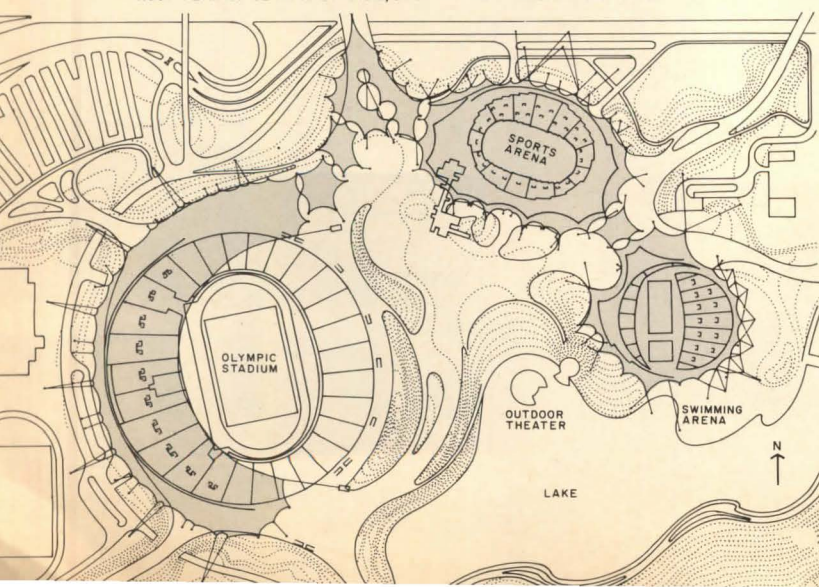 SPORTS
ARENA
OLYMPIC
STADIUM
OUTDOOR
THEATER
SWIMMING
ARENA
N
LAKE